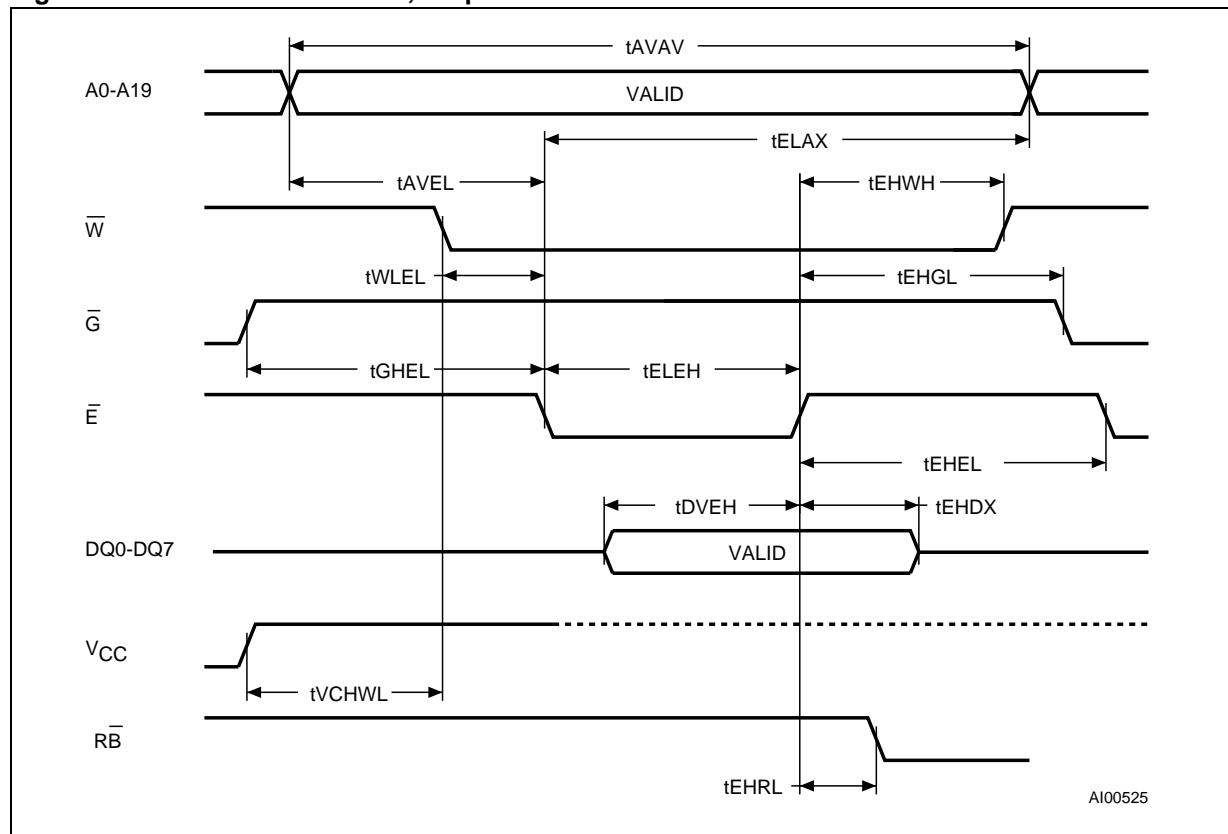 tAVAV
A0-A19
VALID
tELAX
tAVEL
tEHWH
W̅
tWLEL
tEHGL
G̅
tGHEL
tELEH
E̅
tEHEL
tDVEH
tEHDX
DQ0-DQ7
VALID
VCC
tVCHWL
RB̅
tEHRL
AI00525